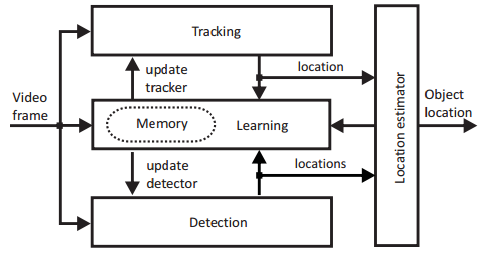 Tracking
location
update
tracker
Video
frame
Memory
Learning
Location estimator
Object
location
update
detector
locations
Detection